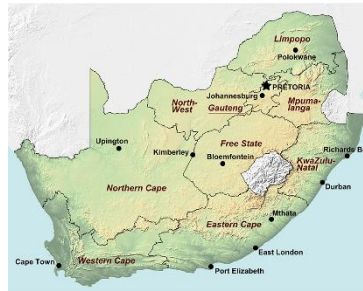 Limpopo
Polokwane
PRETORIA
Johannesburg
North-
West
Gauteng
Mpuma-
langa
Free State
Upington
Kimberley
Bloemfontein
KwaZulu-
Natal
Richards Ba
Durban
Northern Cape
Mthata
Eastern Cape
East London
Cape Town
Western Cape
Port Elizabeth